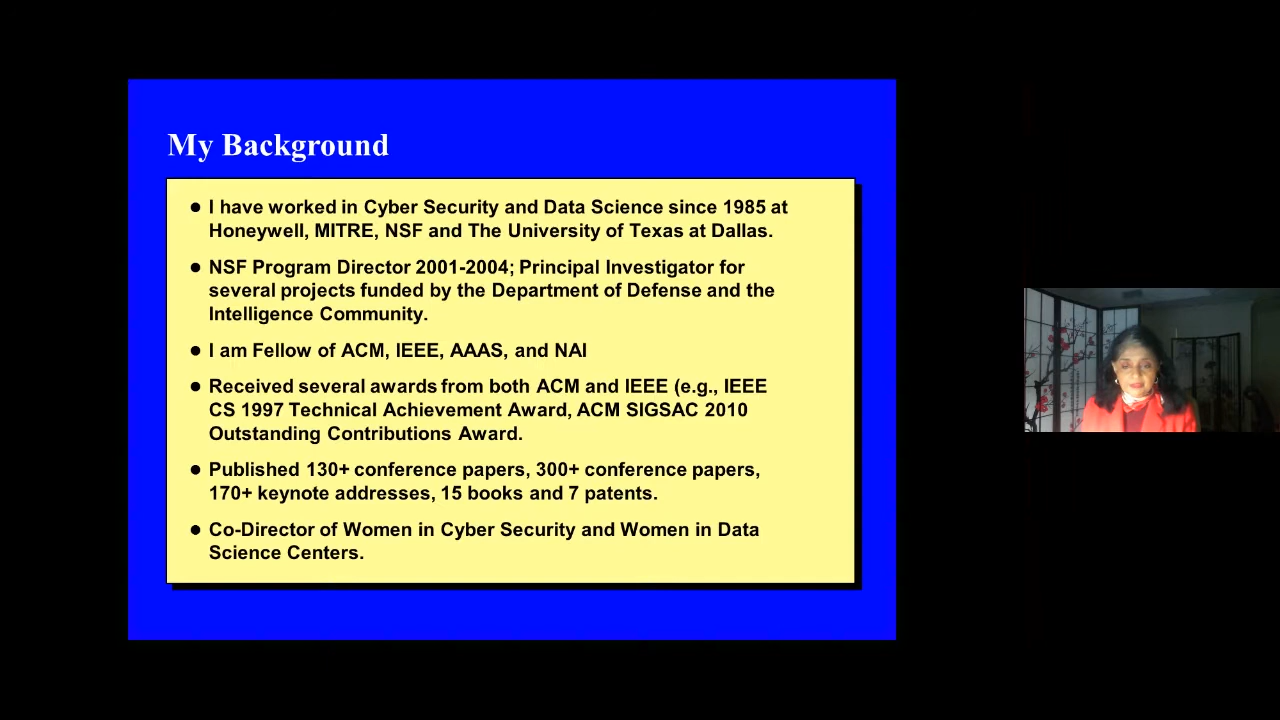 My Background
● I have worked in Cyber Security and Data Science since 1985 at
Honeywell, MITRE, NSF and The University of Texas at Dallas.
● NSF Program Director 2001-2004; Principal Investigator for
several projects funded by the Department of Defense and the
Intelligence Community.
● I am Fellow of ACM, IEEE, AAAS, and NAI
● Received several awards from both ACM and IEEE (e.g., IEEE
CS 1997 Technical Achievement Award, ACM SIGSAC 2010
Outstanding Contributions Award.
● Published 130+ conference papers, 300+ conference papers,
170+ keynote addresses, 15 books and 7 patents.
● Co-Director of Women in Cyber Security and Women in Data
Science Centers.